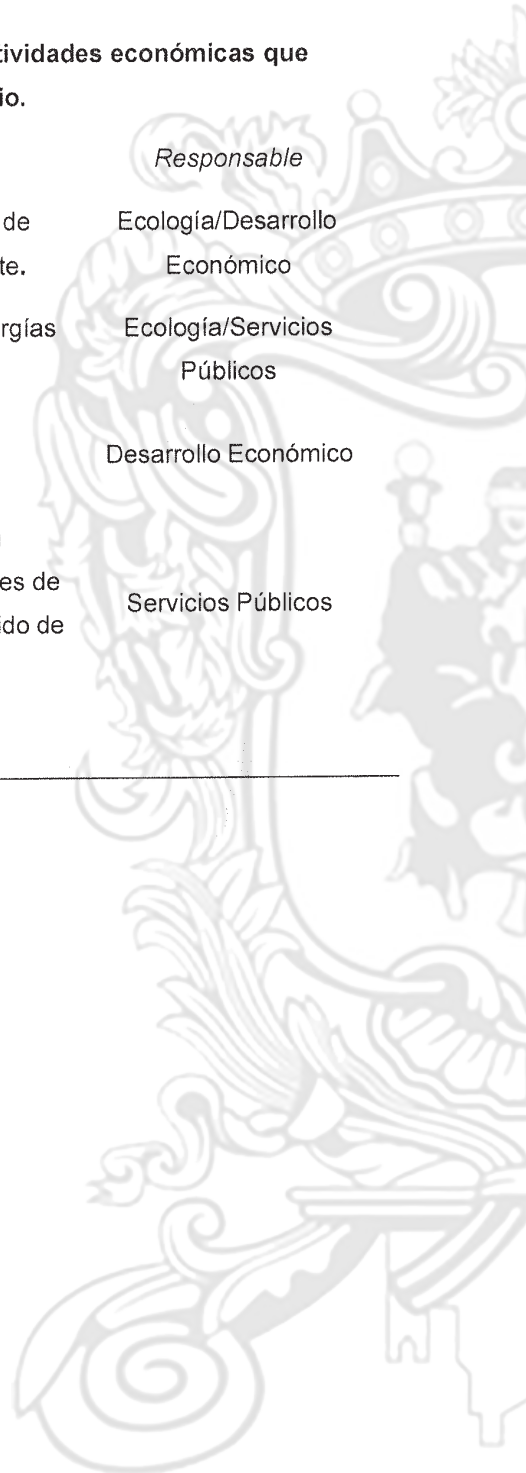 tividades económicas que
io.
Responsable
de
te.
Ecología/Desarrollo
Económico
rgías
Ecología/Servicios
Públicos
Desarrollo Económico
es de
ido de
Servicios Públicos